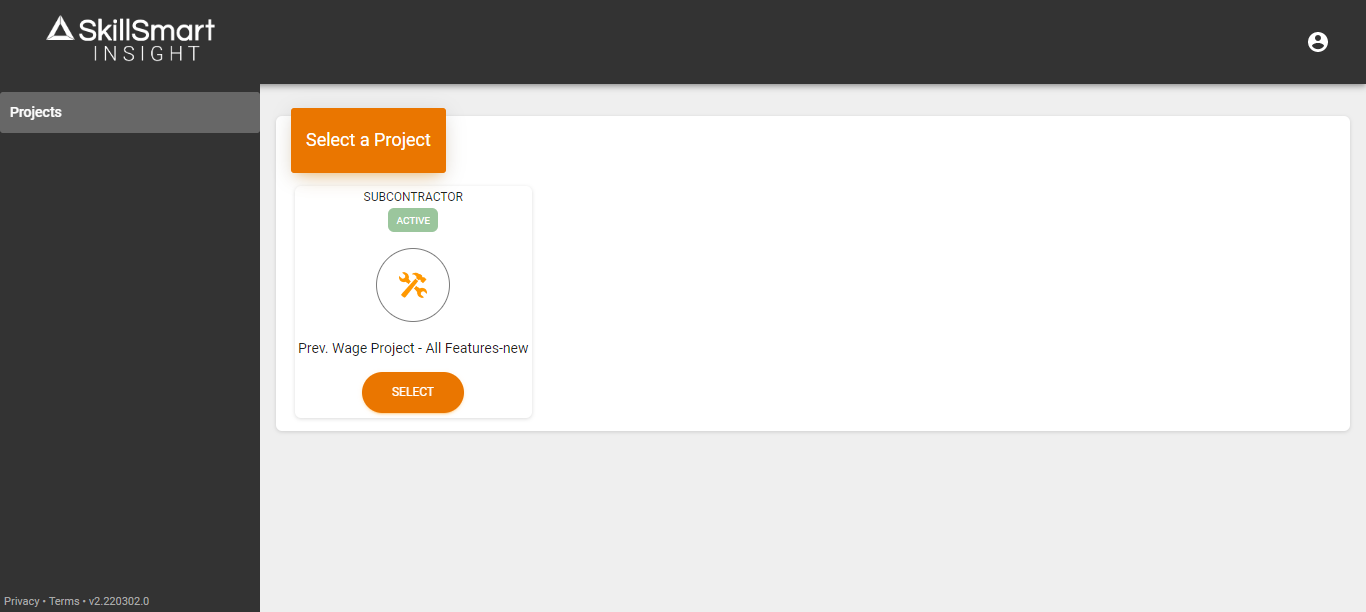 SkillSmart
INSIGHT
Projects
Select a Project
SUBCONTRACTOR
ACTIVE
Prev. Wage Project - All Features-new
SELECT
Privacy • Terms • v2.220302.0